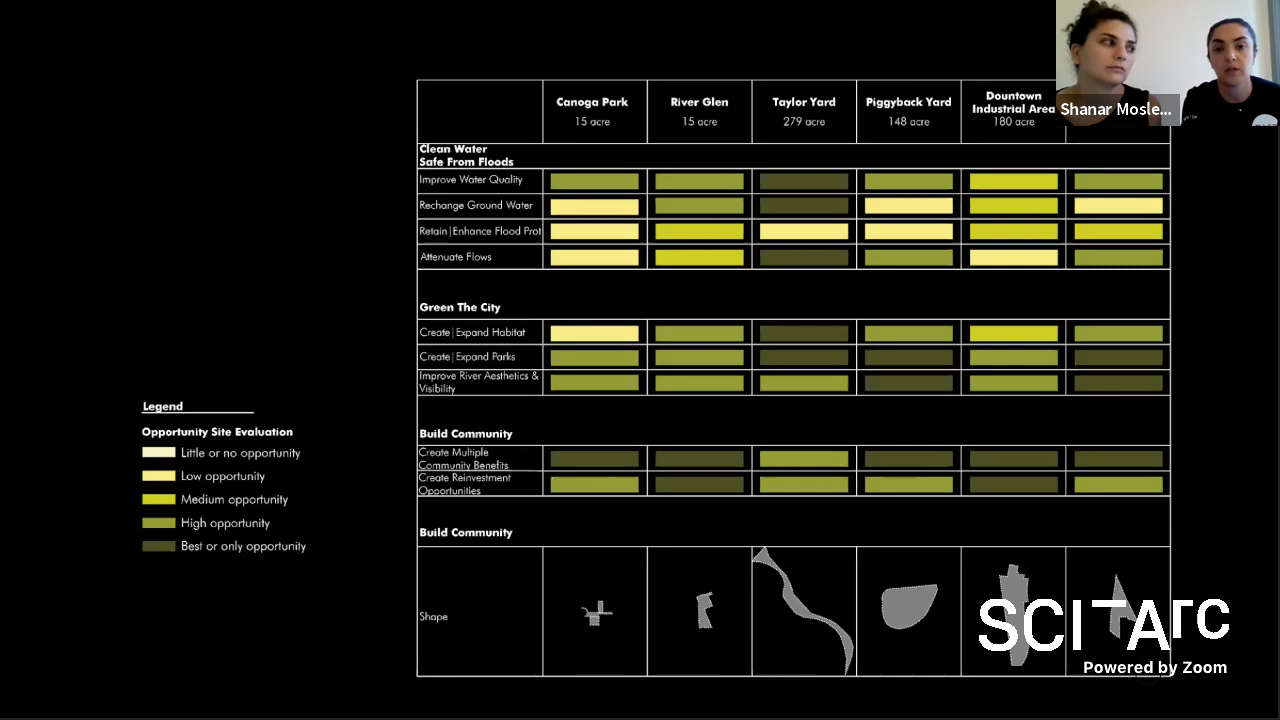 Canoga Park
15 acre
River Glen
15 acre
Taylor Yard
279 acre
Piggyback Yard
148 acre
Dountown
Industrial Area
180 acre
Shanar Mosle...
Clean Water
Safe From Floods
Improve Water Quality
Rechange Ground Water
Retain|Enhance Flood Prot
Attenuate Flows
Green The City
Create|Expand Habitat
Create|Expand Parks
Improve River Aesthetics &
Visibility
Build Community
Create Multiple
Community Benefits
Create Reinvestment
Opportunities
Build Community
Shape
Legend
Opportunity Site Evaluation
Little or no opportunity
Low opportunity
Medium opportunity
High opportunity
Best or only opportunity
SCI-Arc
Powered by Zoom